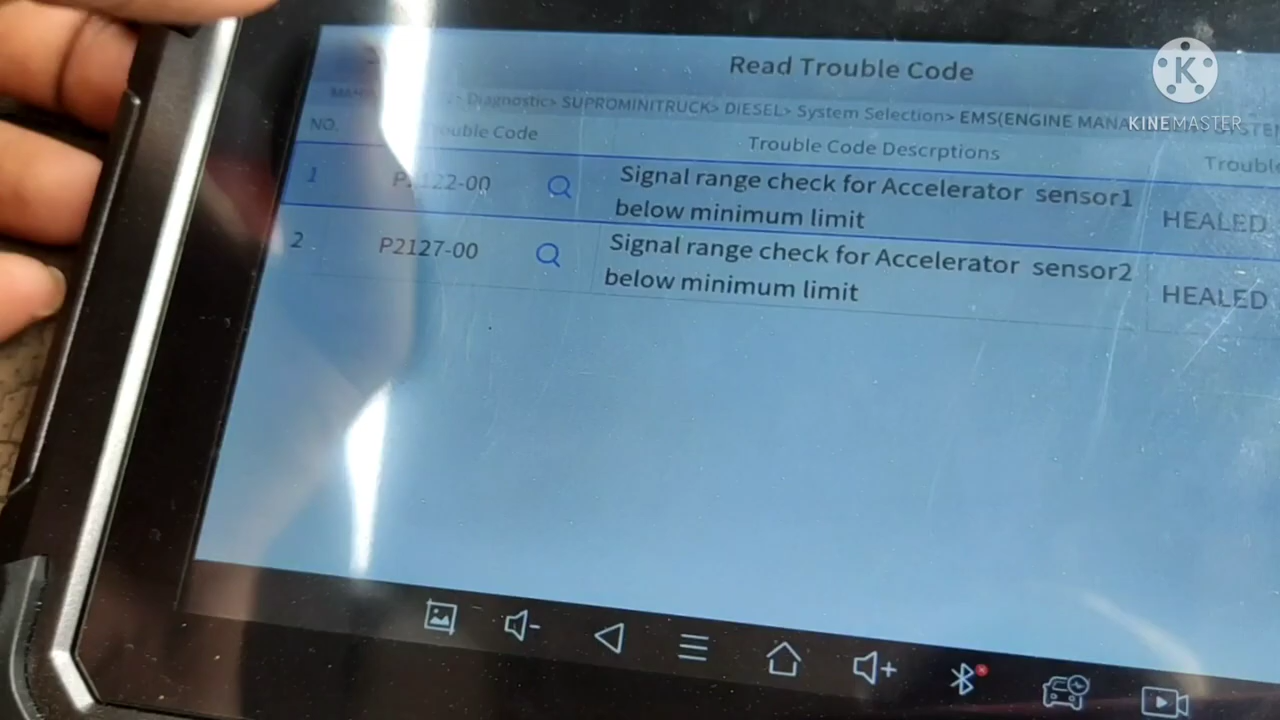 Read Trouble Code
Diagnostic> SUPROMINITRUCK> DIESEL> System Selection> EMS(ENGINE
KINEMASTER
NO.
Code
Trouble Code Descrptions
1
Signal range check for Accelerator sensor1
below minimum limit
HEALED
2
P2127-00
Signal range check for Accelerator sensor2
below minimum limit
HEALED